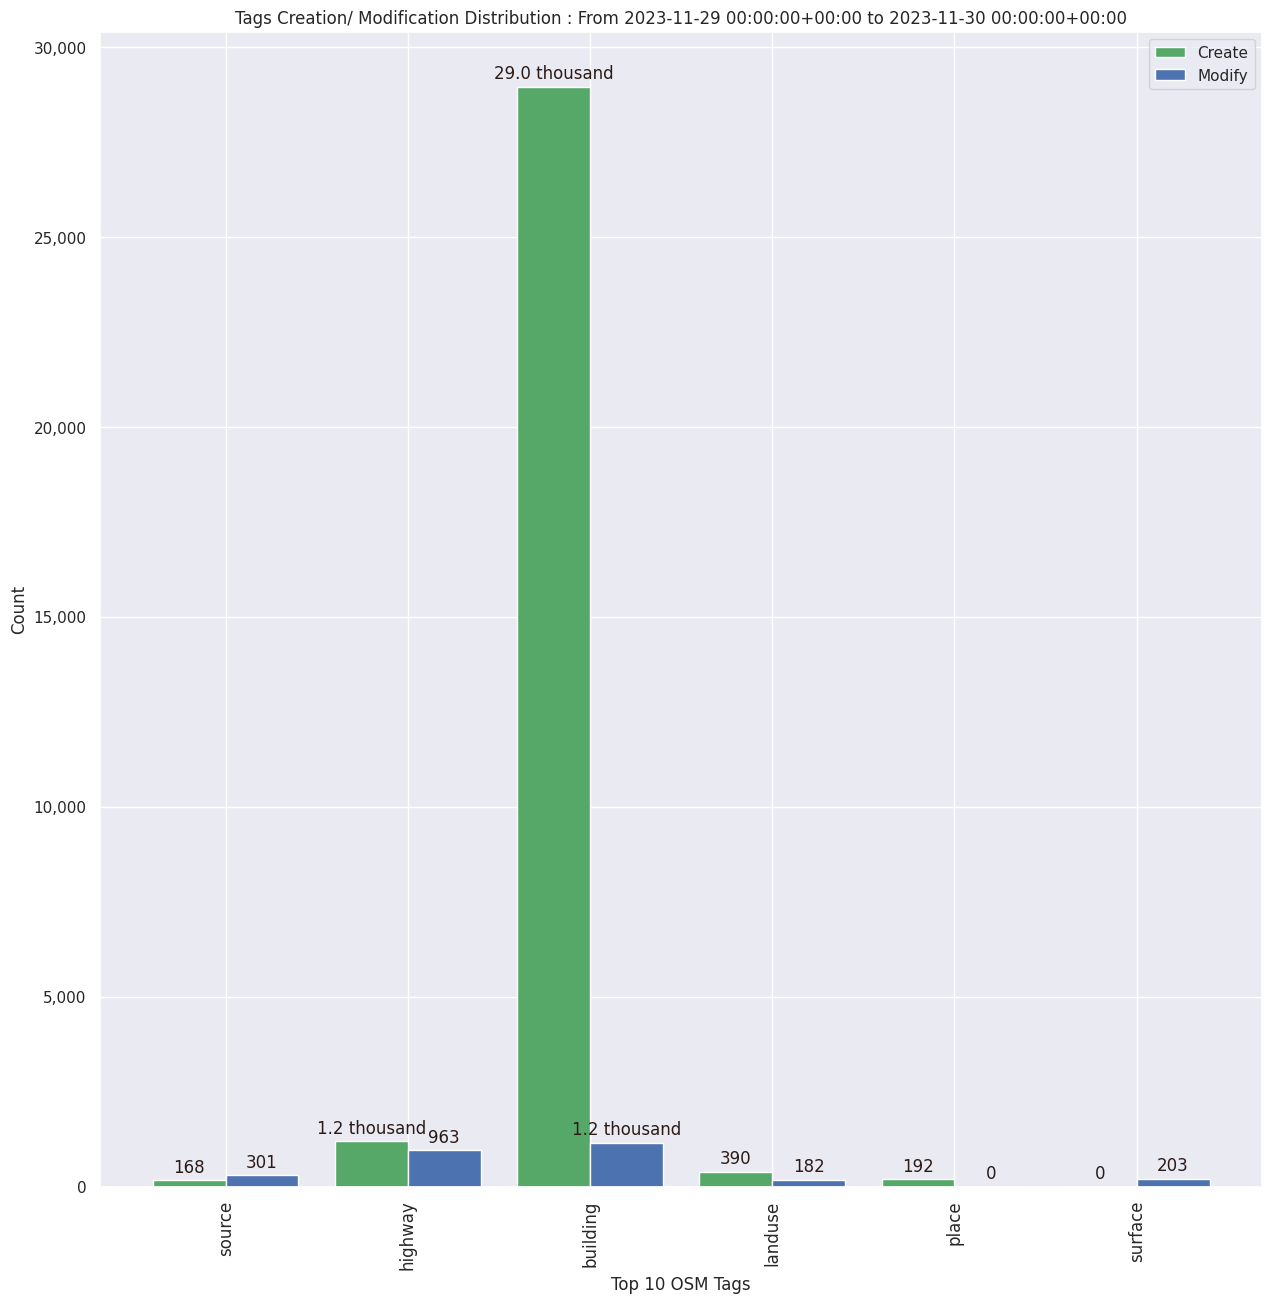 Tags Creation/ Modification Distribution : From 2023-11-29 00:00:00+00:00 to 2023-11-30 00:00:00+00:00
Create
Modify
30,000
25,000
20,000
15,000
10,000
5,000
0
Count
29.0 thousand
1.2 thousand
963
1.2 thousand
168
301
390
182
192
0
0
203
source
highway
building
landuse
place
surface
Top 10 OSM Tags